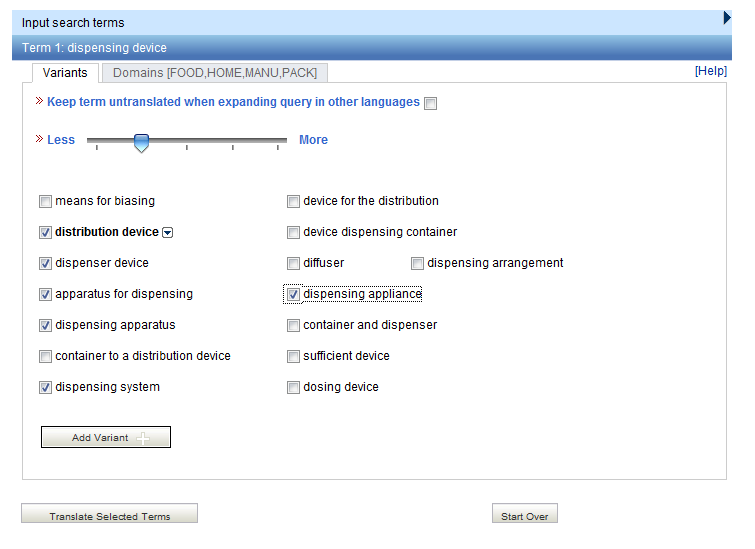 Input search terms
Term 1: dispensing device
Variants Domains [FOOD,HOME,MANU,PACK] [Help]
» Keep term untranslated when expanding query in other languages
» Less More
means for biasing device for the distribution
distribution device device dispensing container
dispenser device diffuser dispensing arrangement
apparatus for dispensing dispensing appliance
dispensing apparatus container and dispenser
container to a distribution device sufficient device
dispensing system dosing device
Add Variant
Translate Selected Terms Start Over